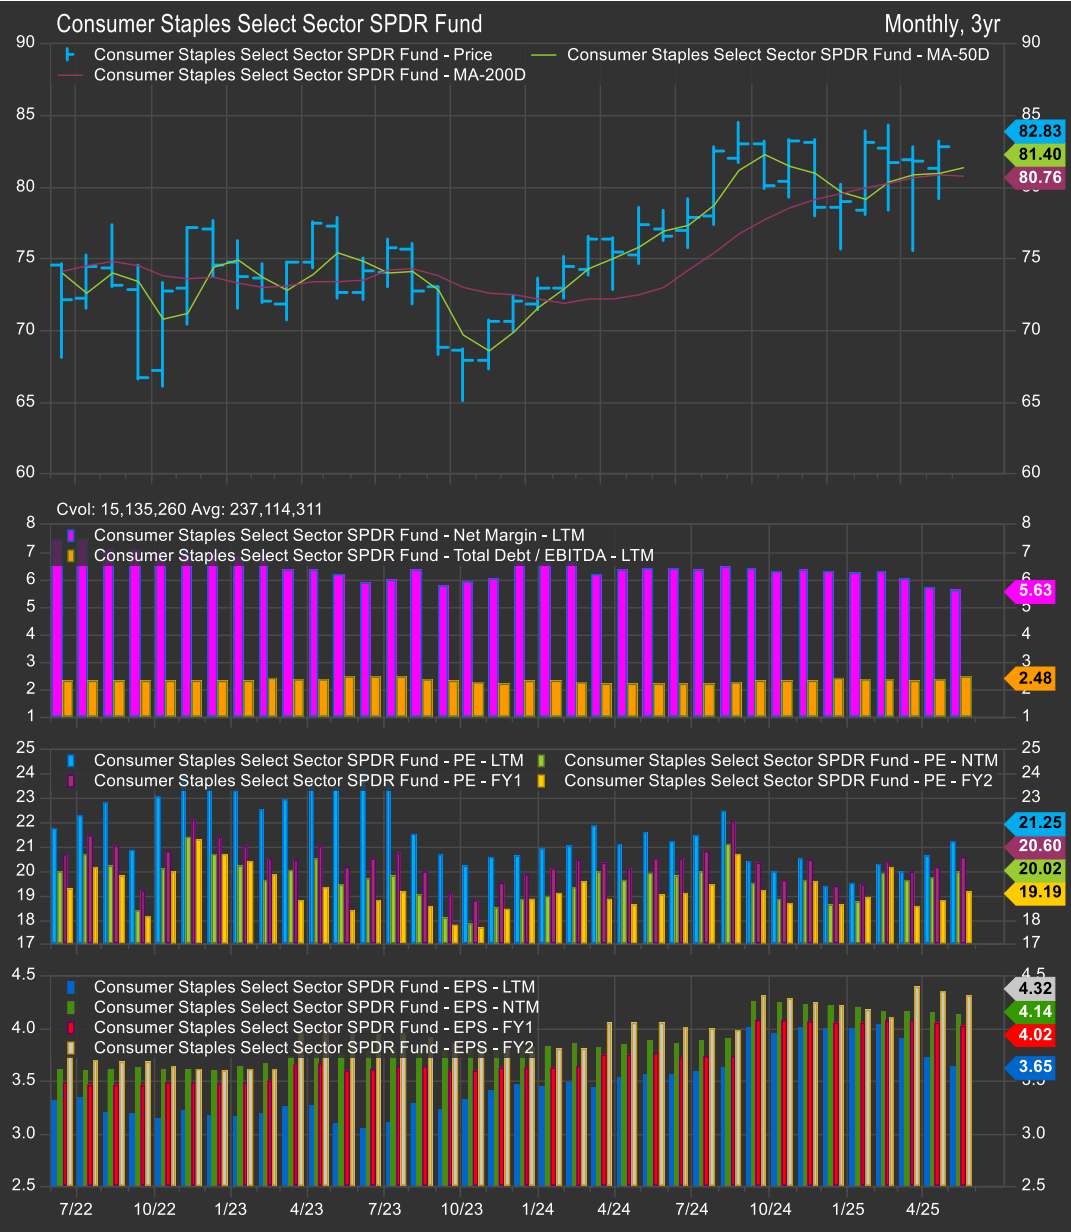 Consumer Staples Select Sector SPDR Fund Monthly, 3yr
90 90
Consumer Staples Select Sector SPDR Fund - Price Consumer Staples Select Sector SPDR Fund - MA-50D
Consumer Staples Select Sector SPDR Fund - MA-200D
85 85
82.83
81.40
80.76
80 80
75 75
70 70
65 65
60 60
Cvol: 15,135,260 Avg: 237,114,311
8 8
Consumer Staples Select Sector SPDR Fund - Net Margin - LTM
7 Consumer Staples Select Sector SPDR Fund - Total Debt / EBITDA - LTM 7
6 6
5.63
5 5
4 4
3 3
2.48
2 2
1 1
25 25
Consumer Staples Select Sector SPDR Fund - PE - LTM Consumer Staples Select Sector SPDR Fund - PE - NTM
24 24
Consumer Staples Select Sector SPDR Fund - PE - FY1 Consumer Staples Select Sector SPDR Fund - PE - FY2
23 23
22
21.25
21
20.60
20 20.02
19 19.19
18 18
17 17
4.5 4.5
Consumer Staples Select Sector SPDR Fund - EPS - LTM 4.32
Consumer Staples Select Sector SPDR Fund - EPS - NTM 4.14
4.0 Consumer Staples Select Sector SPDR Fund - EPS - FY1 4.02
Consumer Staples Select Sector SPDR Fund - EPS - FY2
3.65
3.5 3.5
3.0 3.0
2.5 2.5
7/22 10/22 1/23 4/23 7/23 10/23 1/24 4/24 7/24 10/24 1/25 4/25